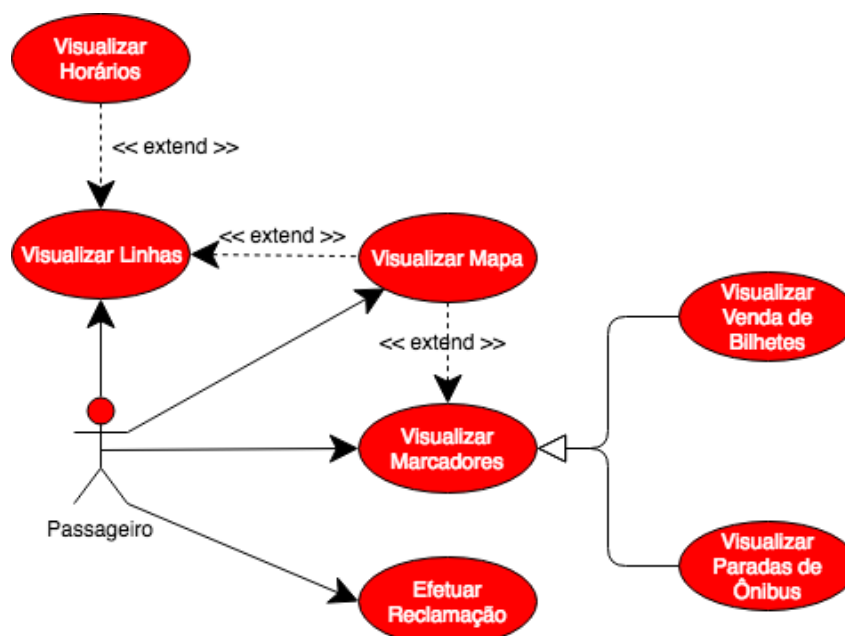 Visualizar
Horários
<< extend >>
Visualizar Linhas
<< extend >>
Visualizar Mapa
<< extend >>
Visualizar
Venda de
Bilhetes
Visualizar
Marcadores
Passageiro
Efetuar
Reclamação
Visualizar
Paradas de
Ônibus